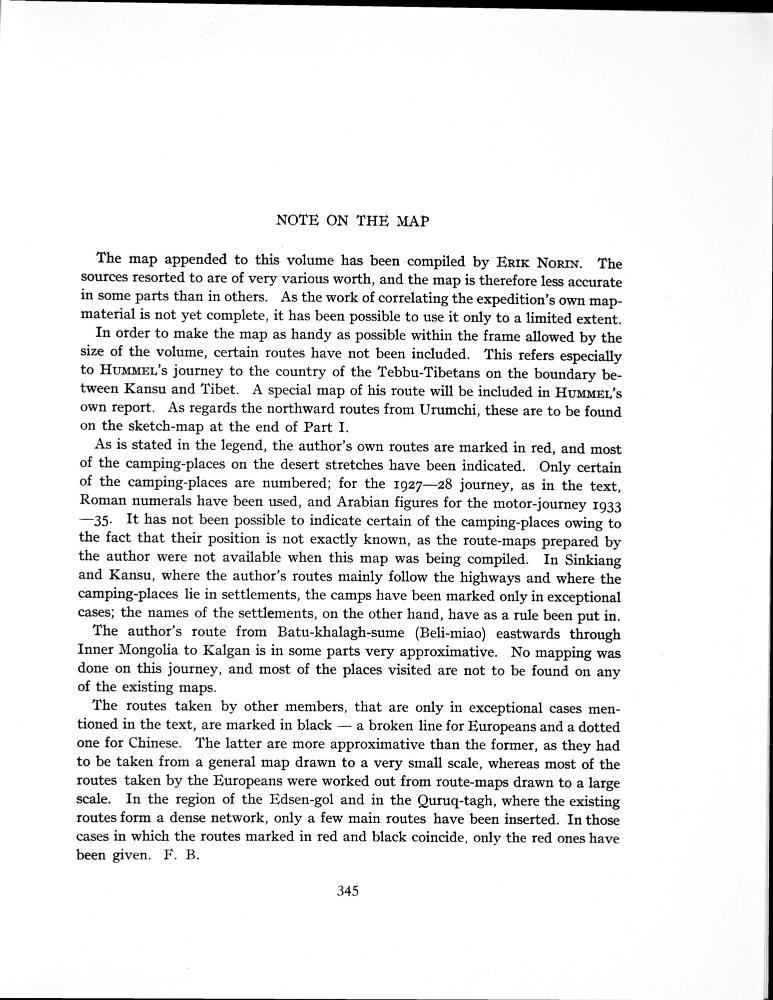 NOTE ON THE MAP
The map appended to this volume has been compiled by ERIK NORIN. The
sources resorted to are of very various worth, and the map is therefore less accurate
in some parts than in others. As the work of correlating the expedition's own map-
material is not yet complete, it has been possible to use it only to a limited extent.
In order to make the map as handy as possible within the frame allowed by the
size of the volume, certain routes have not been included. This refers especially
to HUMMEL'S journey to the country of the Tebbu-Tibetans on the boundary be-
tween Kansu and Tibet. A special map of his route will be included in HUMMEL'S
own report. As regards the northward routes from Urumchi, these are to be found
on the sketch-map at the end of Part I.
As is stated in the legend, the author's own routes are marked in red, and most
of the camping-places on the desert stretches have been indicated. Only certain
of the camping-places are numbered; for the 1927—28 journey, as in the text,
Roman numerals have been used, and Arabian figures for the motor-journey 1933
—35. It has not been possible to indicate certain of the camping-places owing to
the fact that their position is not exactly known, as the route-maps prepared by
the author were not available when this map was being compiled. In Sinkiang
and Kansu, where the author's routes mainly follow the highways and where the
camping-places lie in settlements, the camps have been marked only in exceptional
cases; the names of the settlements, on the other hand, have as a rule been put in.
The author's route from Batu-khalagh-sume (Beli-miao) eastwards through
Inner Mongolia to Kalgan is in some parts very approximative. No mapping was
done on this journey, and most of the places visited are not to be found on any
of the existing maps.
The routes taken by other members, that are only in exceptional cases men-
tioned in the text, are marked in black — a broken line for Europeans and a dotted
one for Chinese. The latter are more approximative than the former, as they had
to be taken from a general map drawn to a very small scale, whereas most of the
routes taken by the Europeans were worked out from route-maps drawn to a large
scale. In the region of the Edsen-gol and in the Quruq-tagh, where the existing
routes form a dense network, only a few main routes have been inserted. In those
cases in which the routes marked in red and black coincide, only the red ones have
been given. F. B.
345